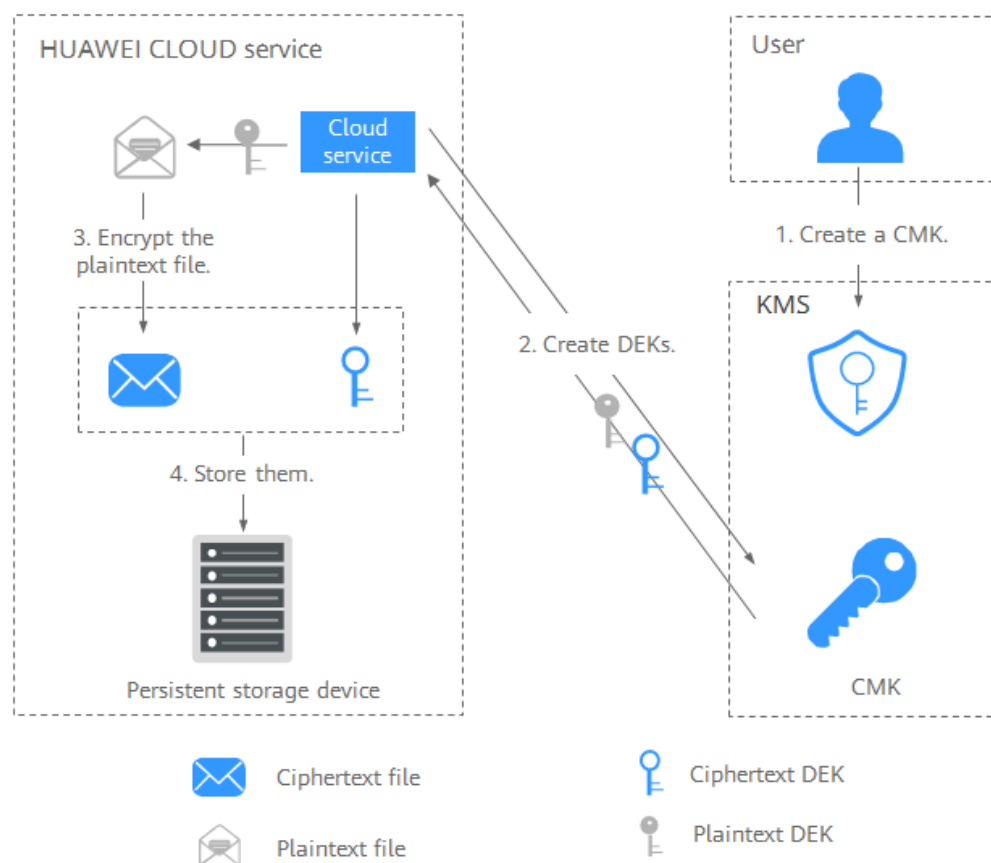 HUAWEI CLOUD service
User
Cloud
service
3. Encrypt the
plaintext file.
1. Create a CMK.
KMS
2. Create DEKs.
4. Store them.
Persistent storage device
CMK
Ciphertext file
Ciphertext DEK
Plaintext file
Plaintext DEK